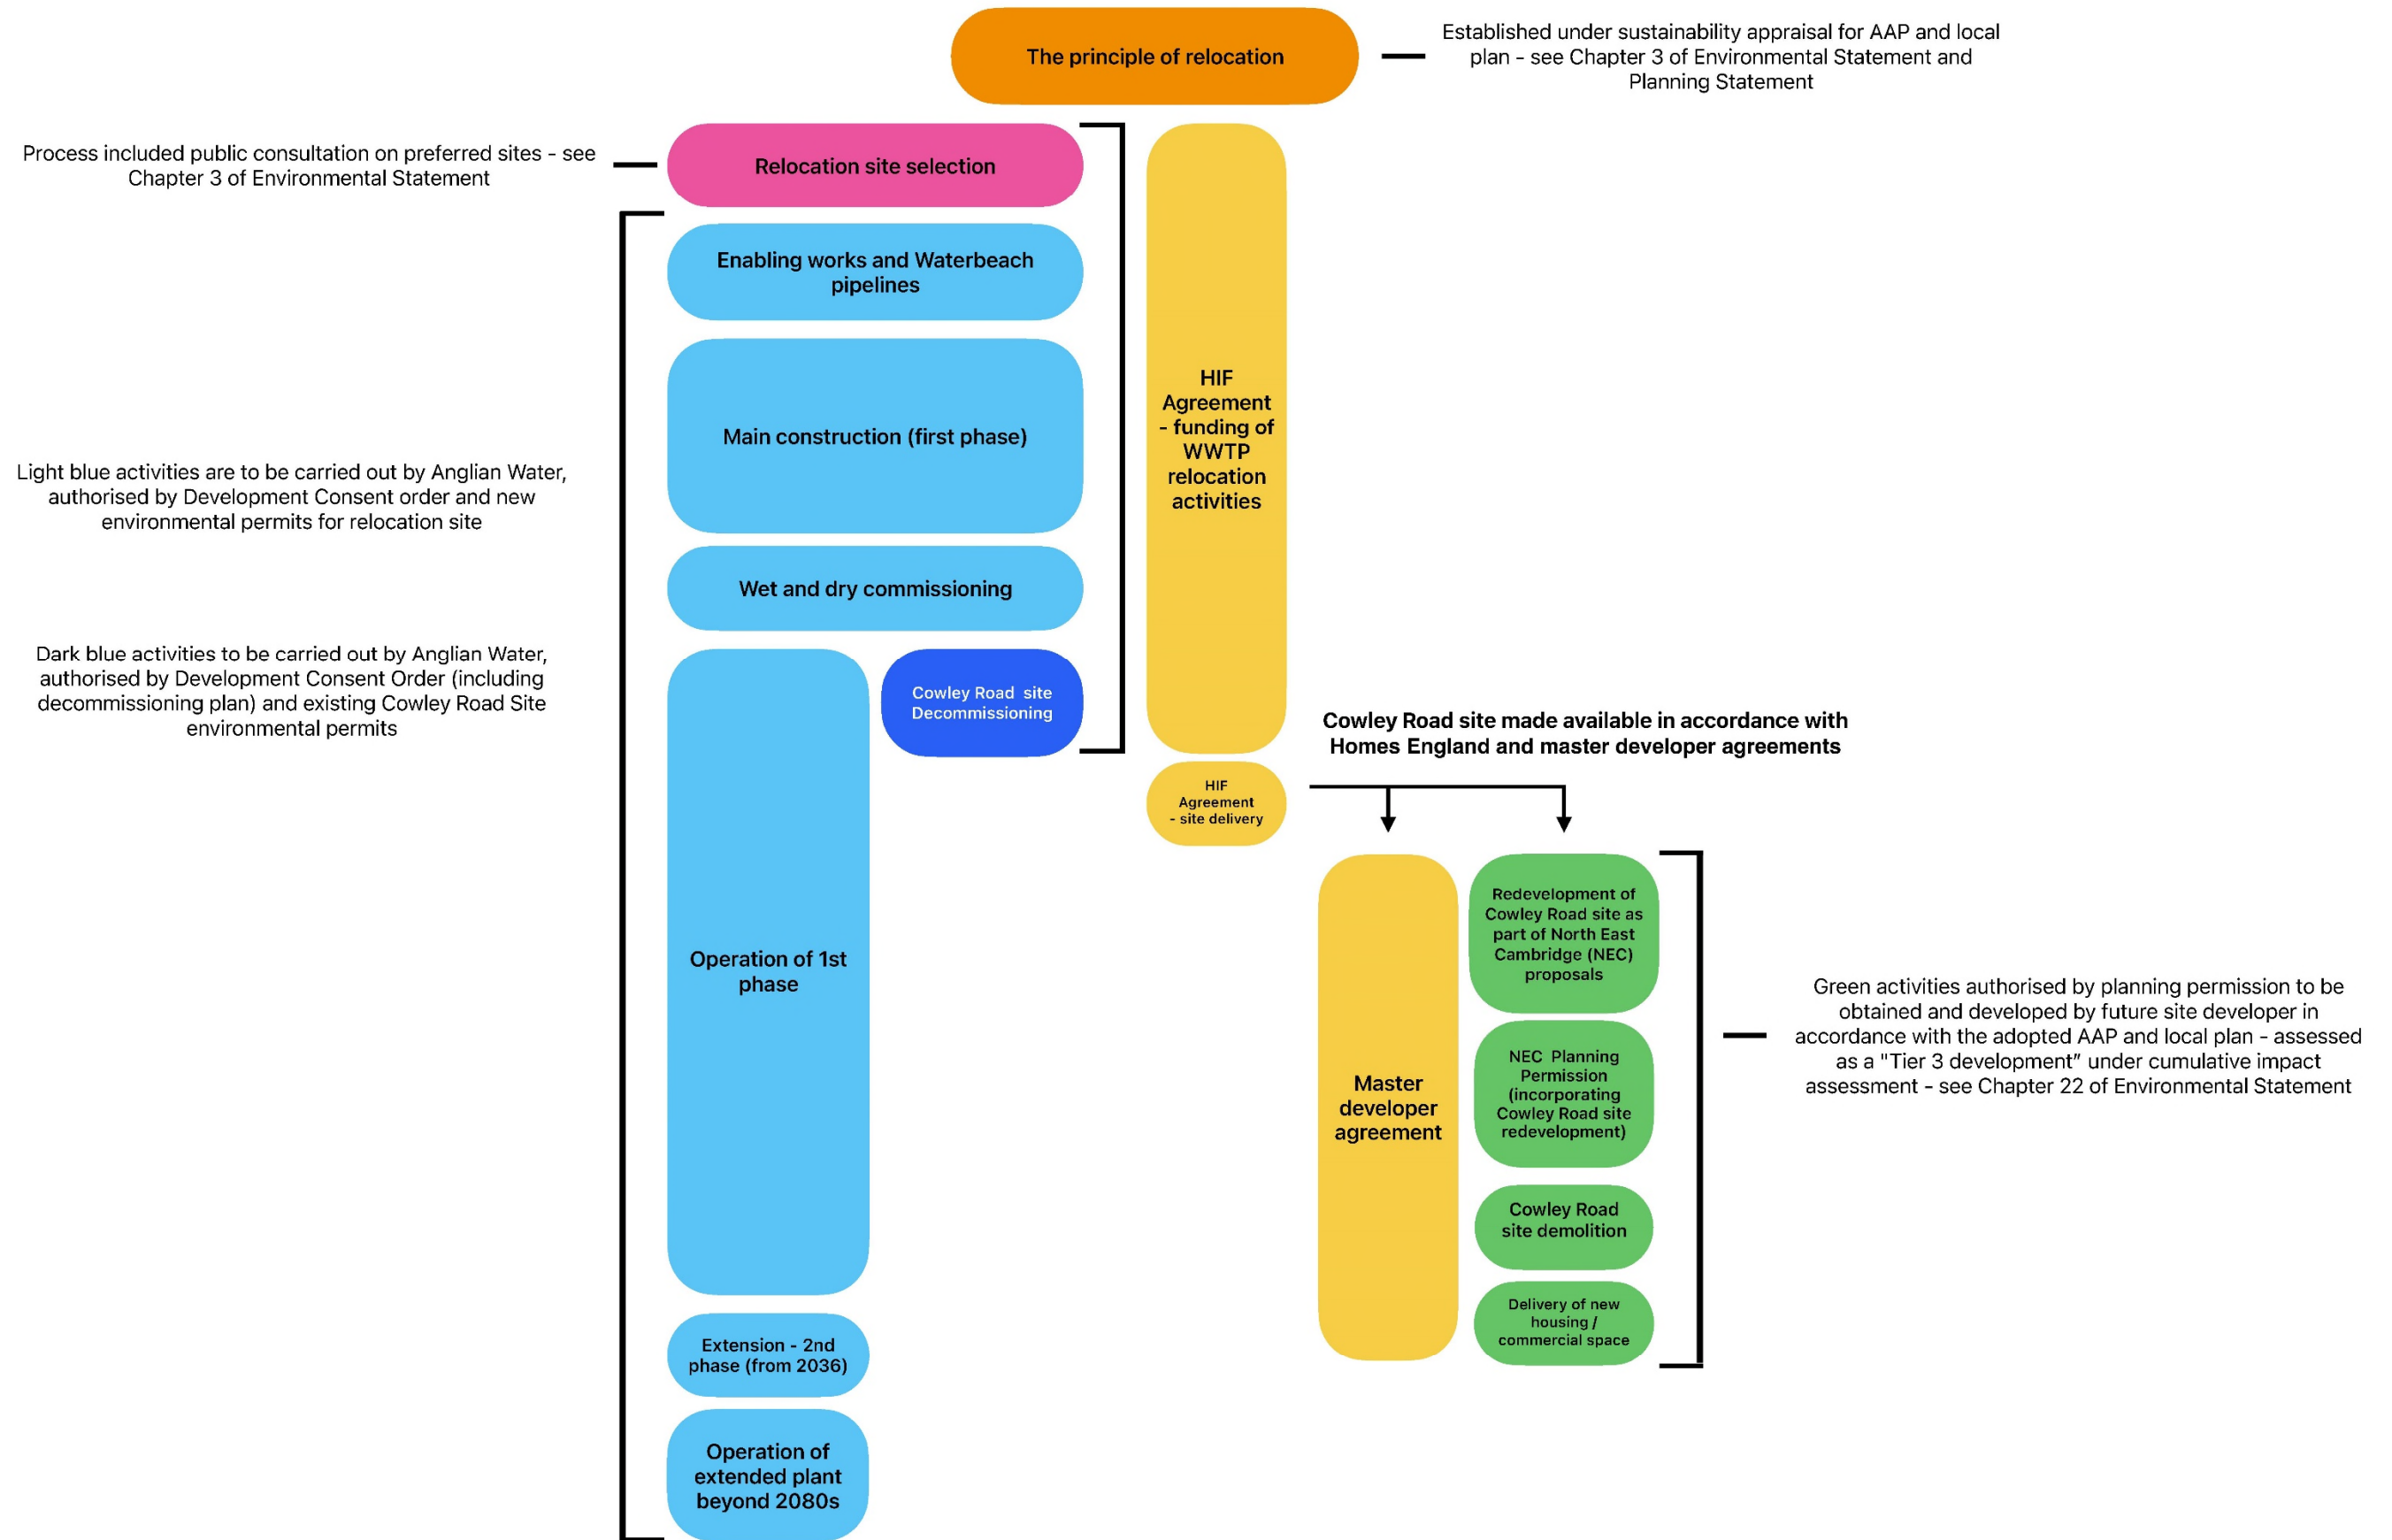 The principle of relocation
Established under sustainability appraisal for AAP and local
plan - see Chapter 3 of Environmental Statement and
Planning Statement
Process included public consultation on preferred sites - see
Chapter 3 of Environmental Statement
Relocation site selection
Enabling works and Waterbeach
pipelines
Main construction (first phase)
HIF
Agreement
- funding of
WWTP
relocation
activities
Light blue activities are to be carried out by Anglian Water,
authorised by Development Consent order and new
environmental permits for relocation site
Wet and dry commissioning
Dark blue activities to be carried out by Anglian Water,
authorised by Development Consent Order (including
decommissioning plan) and existing Cowley Road Site
environmental permits
Cowley Road site
Decommissioning
Cowley Road site made available in accordance with
Homes England and master developer agreements
HIF
Agreement
- site delivery
Operation of 1st
phase
Master
developer
agreement
Redevelopment of
Cowley Road site as
part of North East
Cambridge (NEC)
proposals
NEC Planning
Permission
(incorporating
Cowley Road site
redevelopment)
Cowley Road
site demolition
Delivery of new
housing /
commercial space
Green activities authorised by planning permission to be
obtained and developed by future site developer in
accordance with the adopted AAP and local plan - assessed
as a "Tier 3 development” under cumulative impact
assessment - see Chapter 22 of Environmental Statement
Extension - 2nd
phase (from 2036)
Operation of
extended plant
beyond 2080s